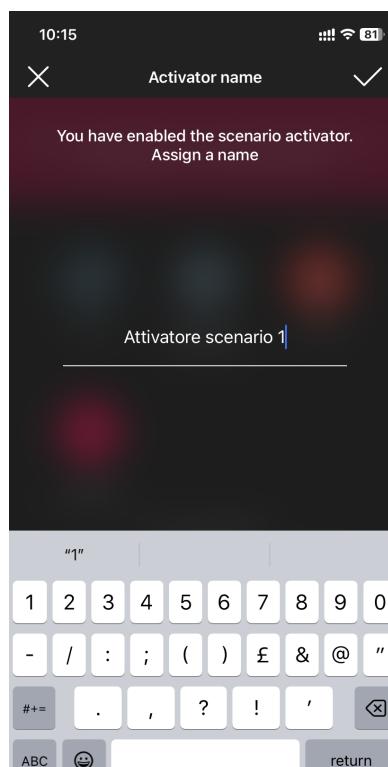 10:15
81
Activator name
You have enabled the scenario activator.
Assign a name
Attivatore scenario 1
“1”
1 2 3 4 5 6 7 8 9 0
- / : ; ( ) £ & @ "
#+= . , ? ! ’
ABC return